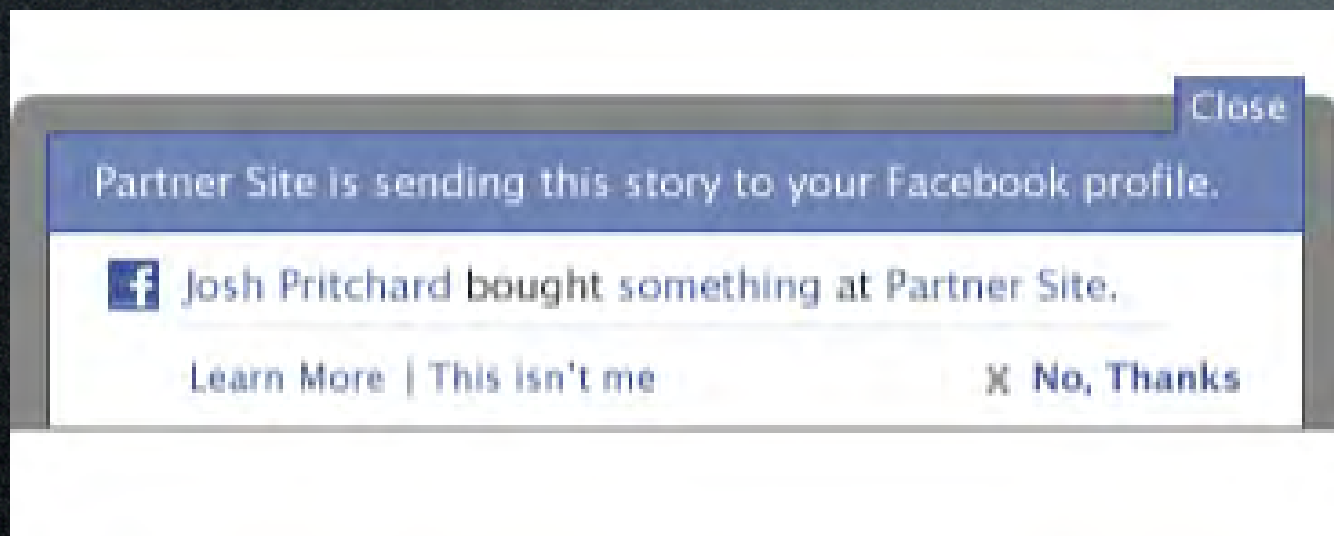 Close
Partner Site is sending this story to your Facebook profile.
f Josh Pritchard bought something at Partner Site.
Learn More | This isn't me X No, Thanks